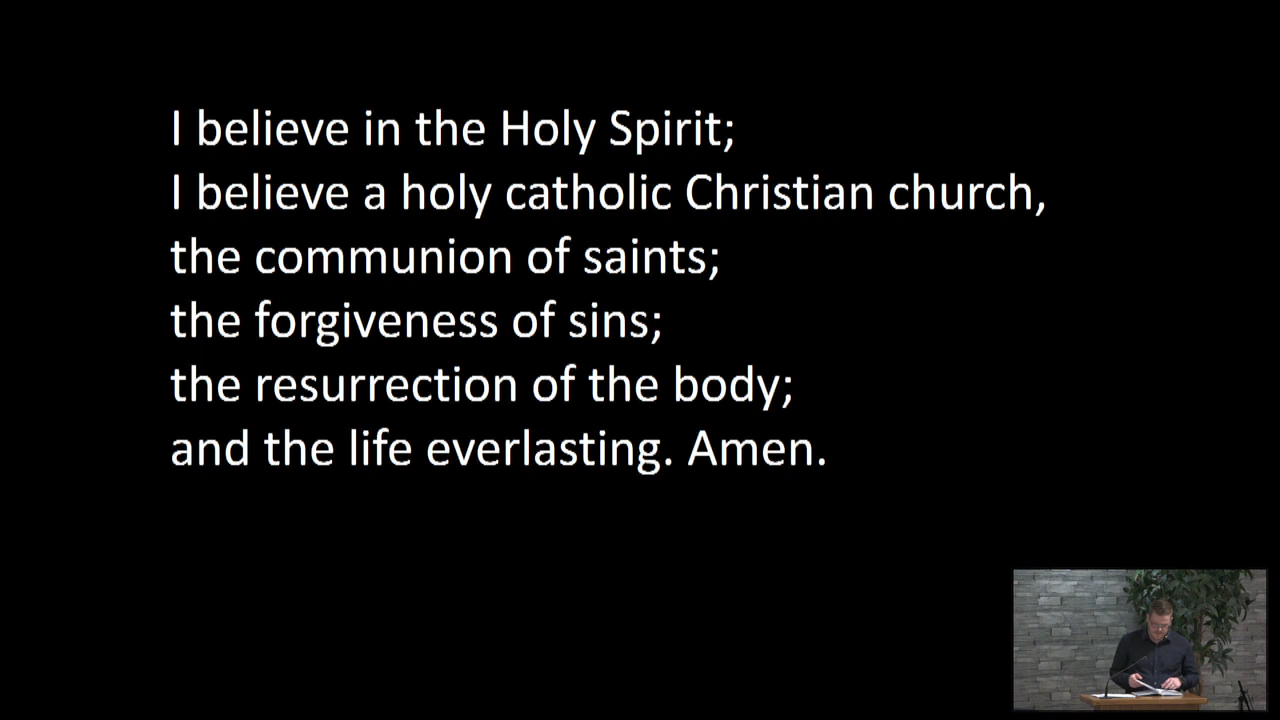 I believe in the Holy Spirit;
I believe a holy catholic Christian church,
the communion of saints;
the forgiveness of sins;
the resurrection of the body;
and the life everlasting. Amen.